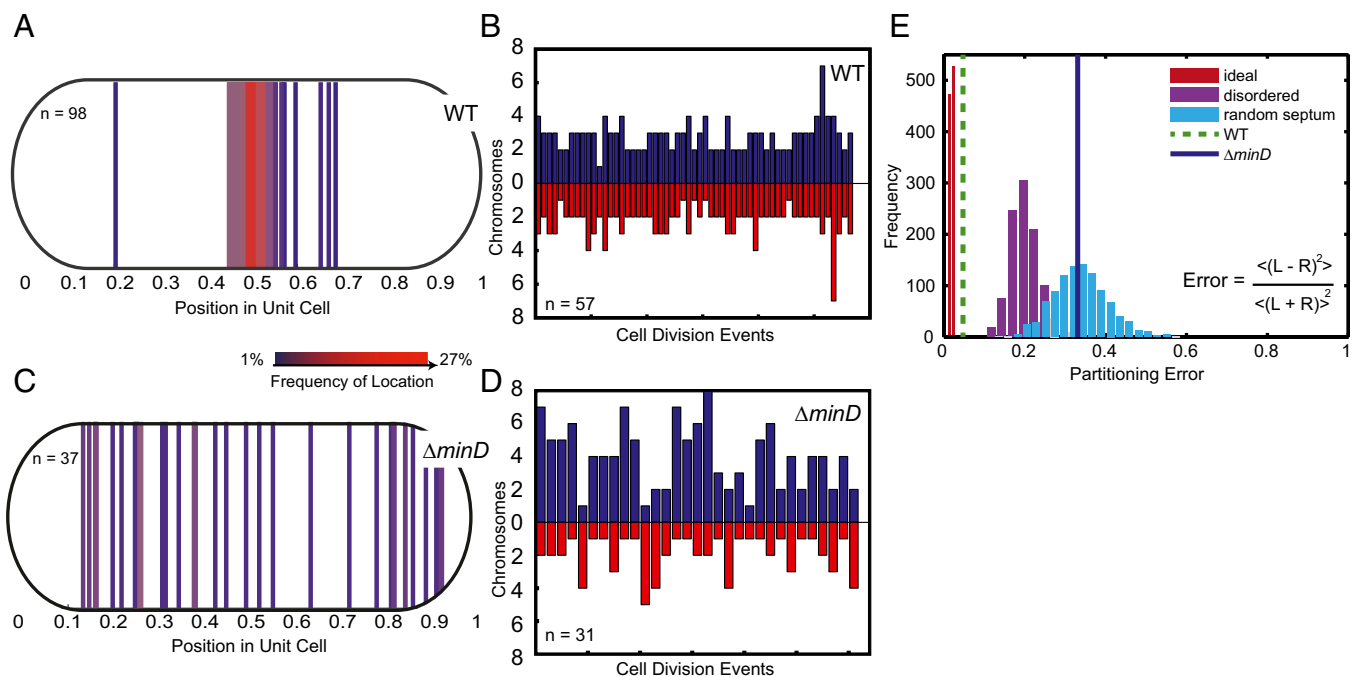 A
n = 98
WT
0 0.1 0.2 0.3 0.4 0.5 0.6 0.7 0.8 0.9 1
Position in Unit Cell
1% 27%
Frequency of Location
B
8
6
4
2
0
2
4
6
8
Chromosomes
WT
n = 57
Cell Division Events
C
n = 37
ΔminD
0 0.1 0.2 0.3 0.4 0.5 0.6 0.7 0.8 0.9 1
Position in Unit Cell
D
8
6
4
2
0
2
4
6
8
Chromosomes
ΔminD
n = 31
Cell Division Events
E
500
400
300
200
100
0
Frequency
ideal
disordered
random septum
WT
ΔminD
Error = <(L - R)²> / <(L + R)>²
0 0.2 0.4 0.6 0.8 1
Partitioning Error